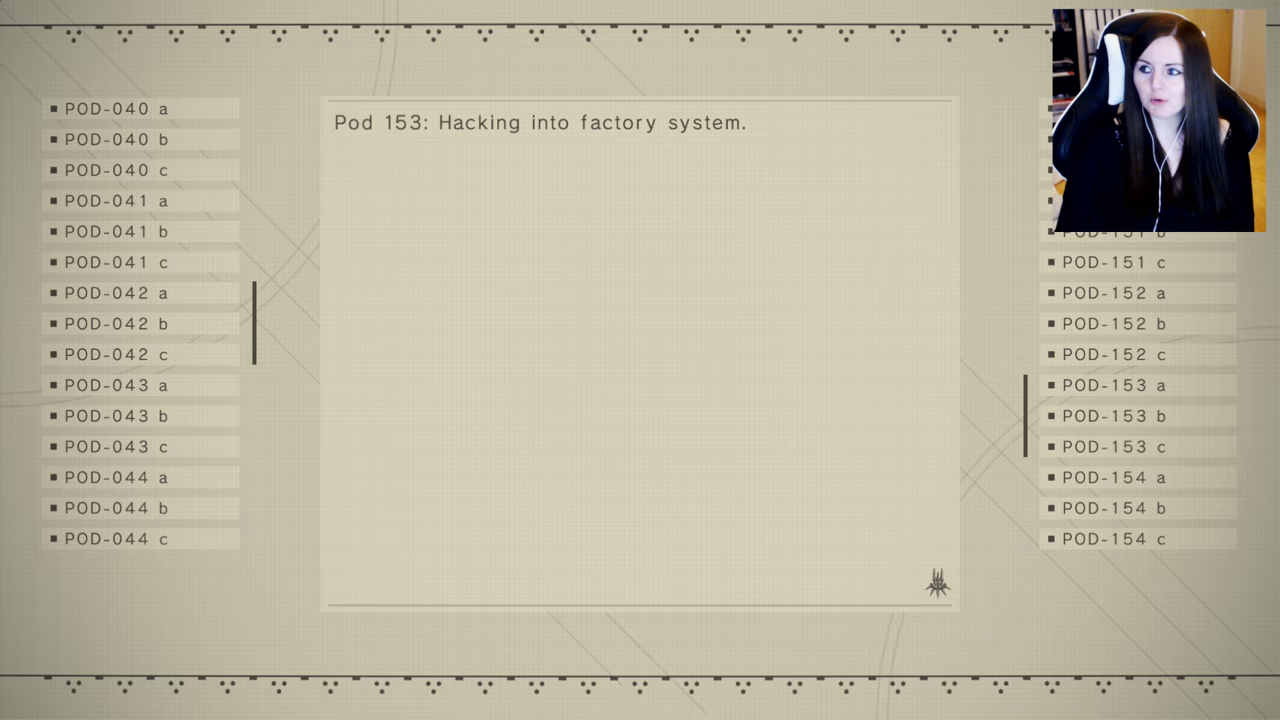 POD-040 a
POD-040 b
POD-040 c
POD-041 a
POD-041 b
POD-041 c
POD-042 a
POD-042 b
POD-042 c
POD-043 a
POD-043 b
POD-043 c
POD-044 a
POD-044 b
POD-044 c
Pod 153: Hacking into factory system.
POD-151 b
POD-151 c
POD-152 a
POD-152 b
POD-152 c
POD-153 a
POD-153 b
POD-153 c
POD-154 a
POD-154 b
POD-154 c